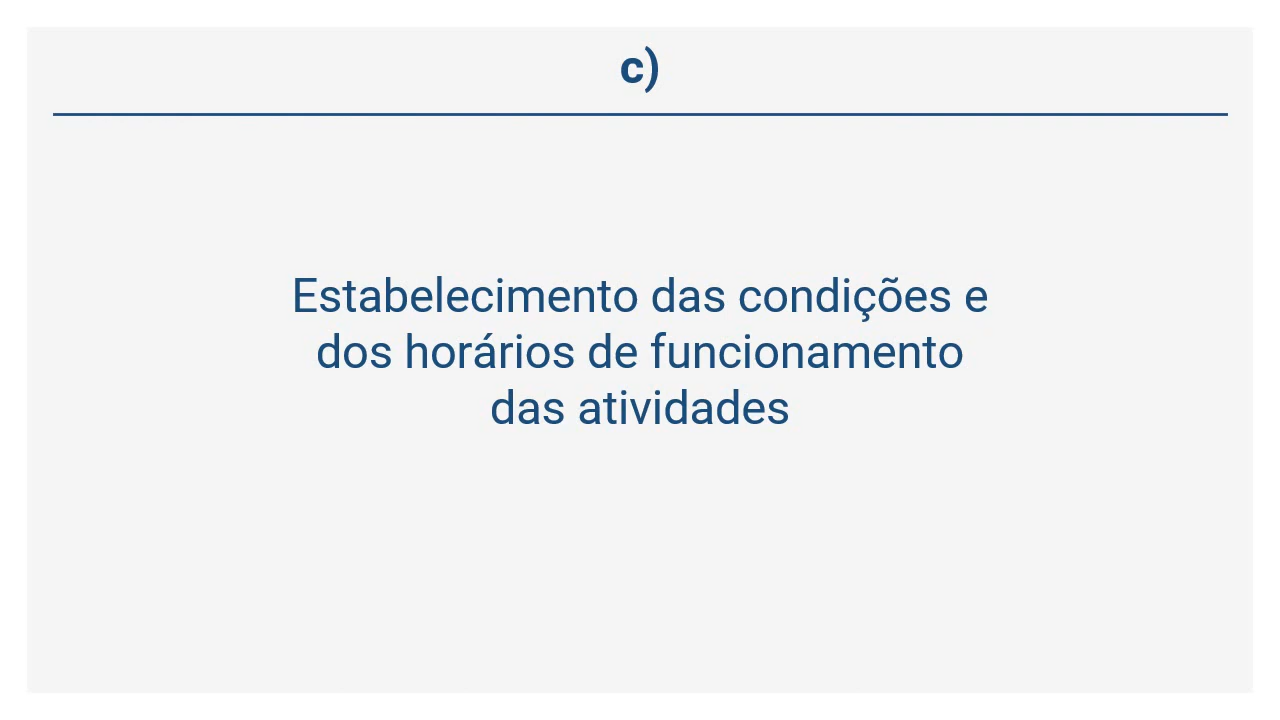 c)
Estabelecimento das condições e
dos horários de funcionamento
das atividades